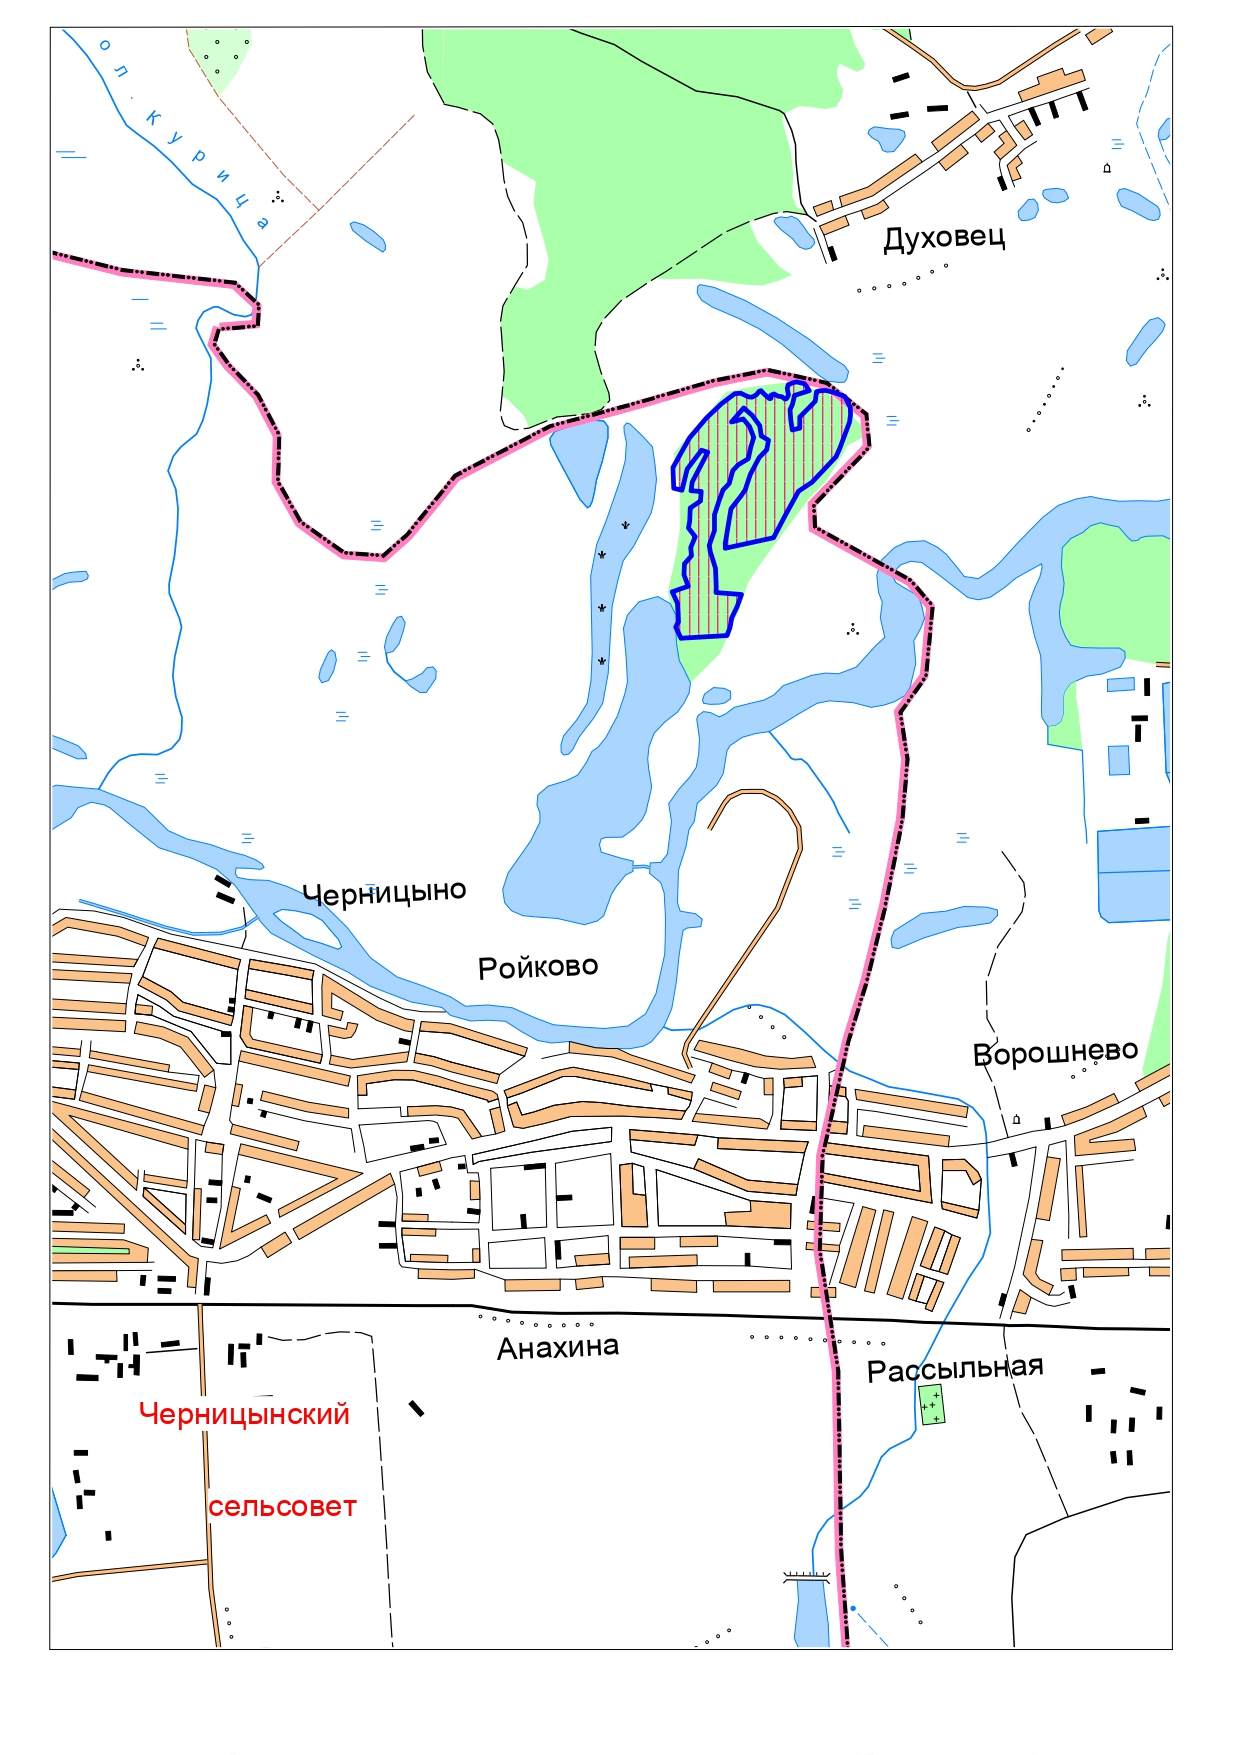 ол. Курица
Духовец
Черницыно
Ройково
Ворошнево
Анахина
Рассыльная
Черницынский
сельсовет